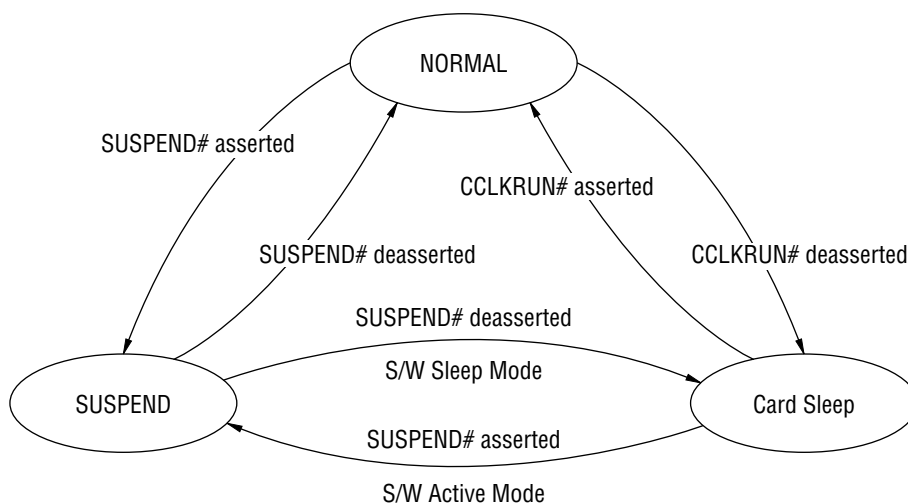 NORMAL
SUSPEND# asserted
CCLKRUN# asserted
SUSPEND# deasserted
CCLKRUN# deasserted
SUSPEND# deasserted
S/W Sleep Mode
SUSPEND
Card Sleep
SUSPEND# asserted
S/W Active Mode